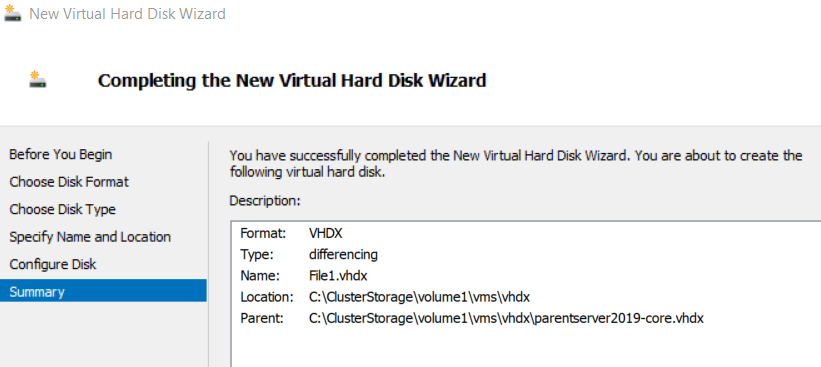 New Virtual Hard Disk Wizard
Completing the New Virtual Hard Disk Wizard
Before You Begin
Choose Disk Format
Choose Disk Type
Specify Name and Location
Configure Disk
Summary
You have successfully completed the New Virtual Hard Disk Wizard. You are about to create the
following virtual hard disk.
Description:
Format: VHDX
Type: differencing
Name: File1.vhdx
Location: C:\ClusterStorage\volume1\vms\vhdx
Parent: C:\ClusterStorage\volume1\vms\vhdx\parentserver2019-core.vhdx